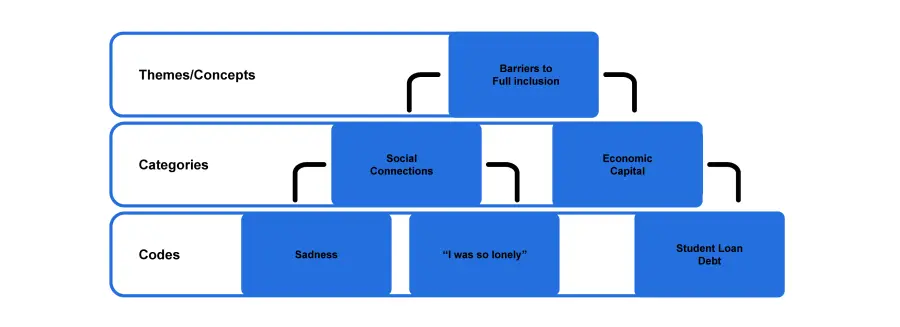 Themes/Concepts
Barriers to
Full inclusion
Categories
Social
Connections
Economic
Capital
Codes
Sadness
“I was so lonely”
Student Loan
Debt